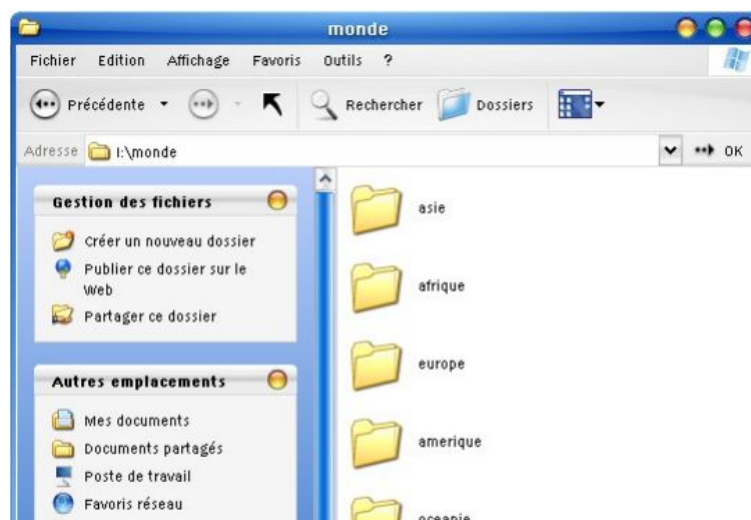 monde
Fichier Edition Affichage Favoris Outils ?
Précédente Rechercher Dossiers
Adresse I:\monde OK
Gestion des fichiers
Créer un nouveau dossier
Publier ce dossier sur le
Web
Partager ce dossier
Autres emplacements
Mes documents
Documents partagés
Poste de travail
Favoris réseau
asie
afrique
europe
amerique
oceanie